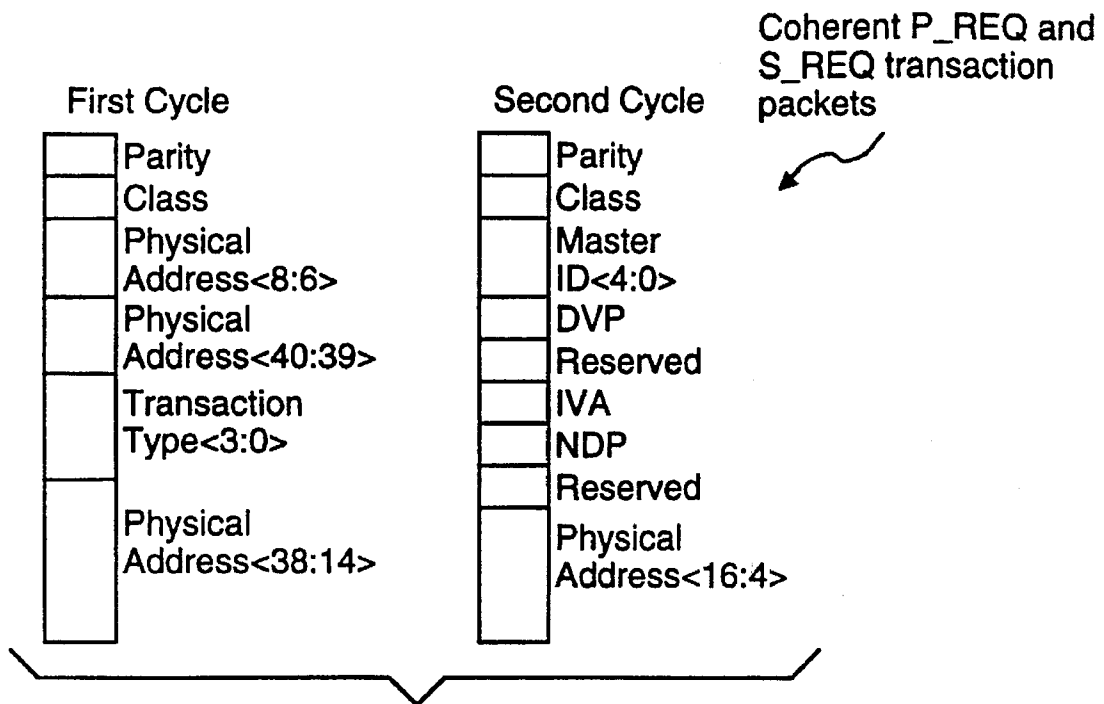 Coherent P_REQ and
S_REQ transaction
packets
First Cycle
Parity
Class
Physical
Address<8:6>
Physical
Address<40:39>
Transaction
Type<3:0>
Physical
Address<38:14>
Second Cycle
Parity
Class
Master
ID<4:0>
DVP
Reserved
IVA
NDP
Reserved
Physical
Address<16:4>